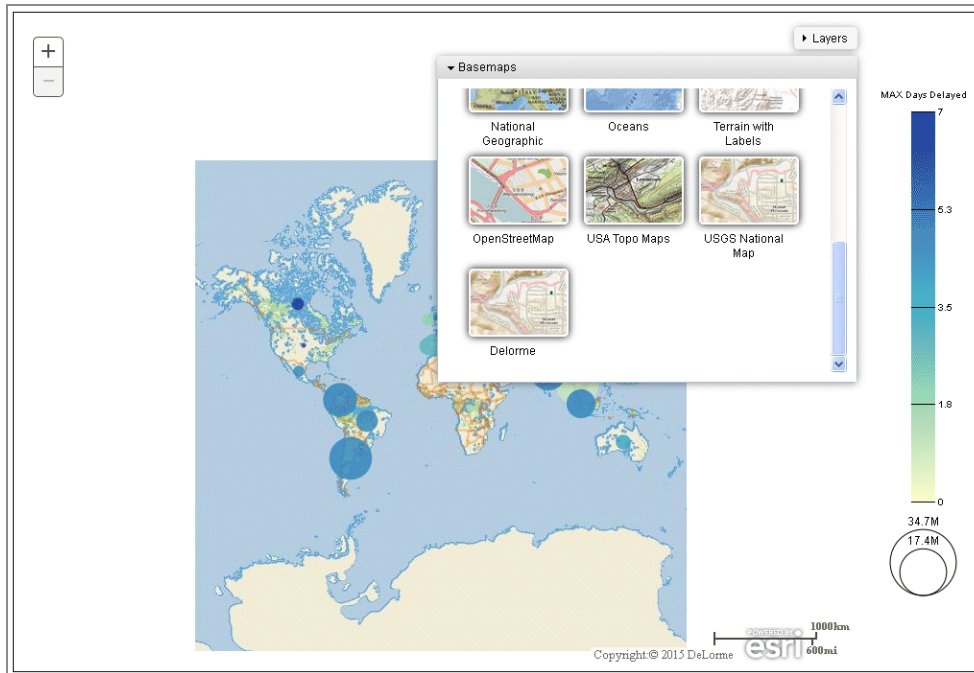 +
−
Layers
Basemaps
National
Geographic
Oceans
Terrain with
Labels
OpenStreetMap
USA Topo Maps
USGS National
Map
Delorme
MAX Days Delayed
7
5.3
3.5
1.8
0
34.7M
17.4M
1000km
600mi
POWERED BY
esri
Copyright:© 2015 DeLorme